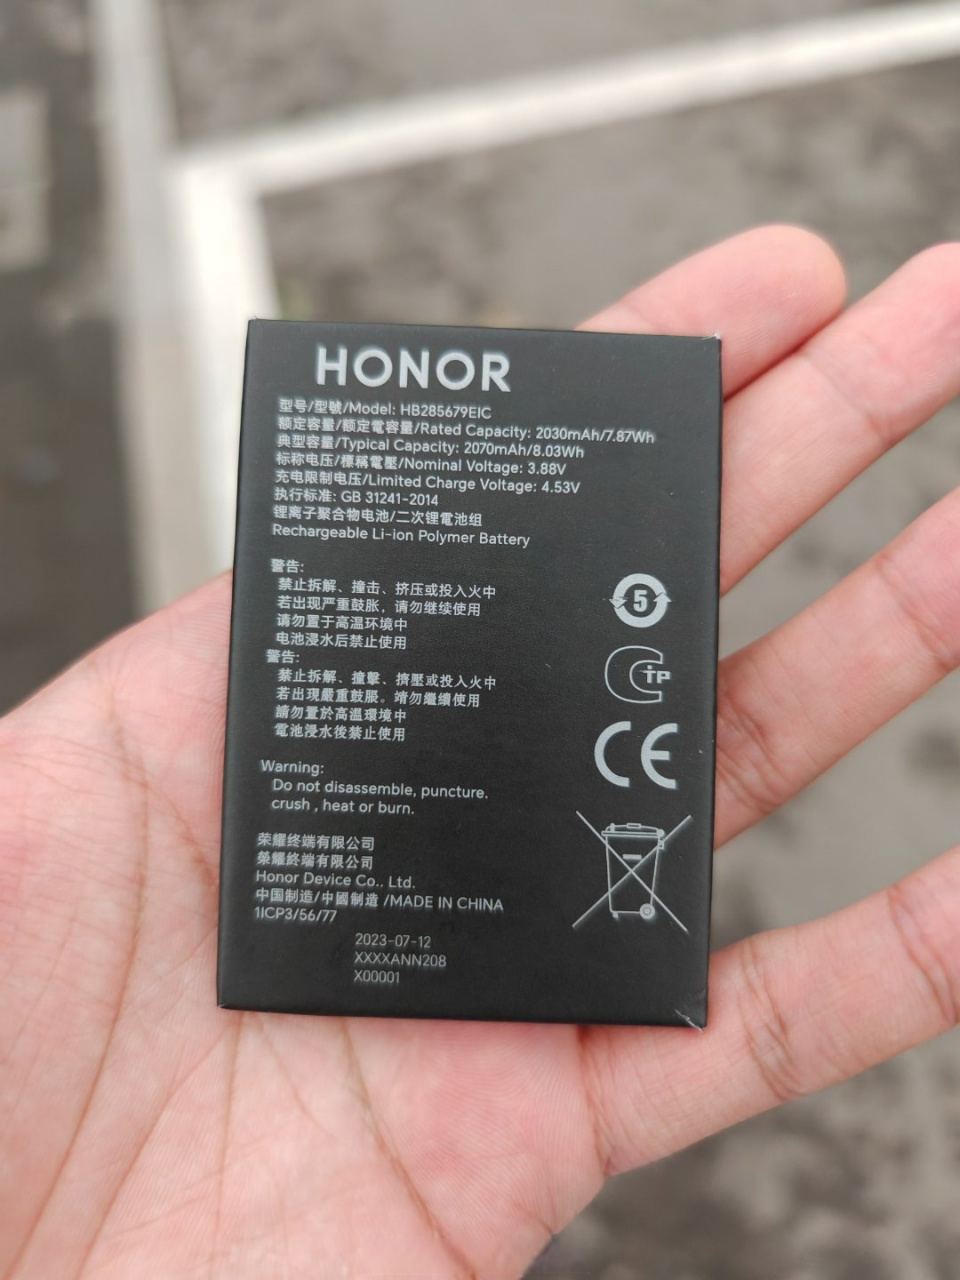 HONOR
型号/型號/Model: HB285679EIC
额定容量/额定電容量/Rated Capacity: 2030mAh/7.87Wh
典型容量/Typical Capacity: 2070mAh/8.03Wh
标称电压/標稱電壓/Nominal Voltage: 3.88V
充电限制电压/Limited Charge Voltage: 4.53V
执行标准: GB 31241-2014
锂离子聚合物电池/二次锂電池组
Rechargeable Li-ion Polymer Battery
警告:
禁止拆解、撞击、挤压或投入火中
若出现严重鼓胀，请勿继续使用
请勿置于高温环境中
电池浸水后禁止使用
警告:
禁止拆解、撞擊、擠壓或投入火中
若出現嚴重鼓脹。請勿繼續使用
請勿置於高溫環境中
電池浸水後禁止使用
Warning:
Do not disassemble, puncture.
crush , heat or burn.
荣耀终端有限公司
榮耀终端有限公司
Honor Device Co., Ltd.
中国制造/中國制造 /MADE IN CHINA
1ICP3/56/77
2023-07-12
XXXXANN208
X00001
5
CTP
CE